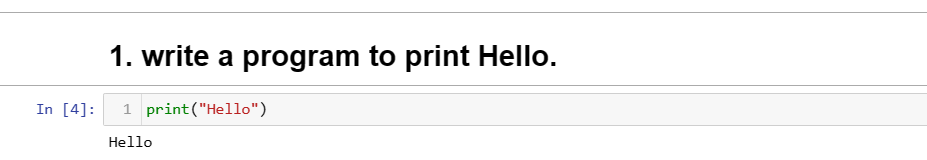 1. write a program to print Hello.
In [4]: 1 print("Hello")
Hello